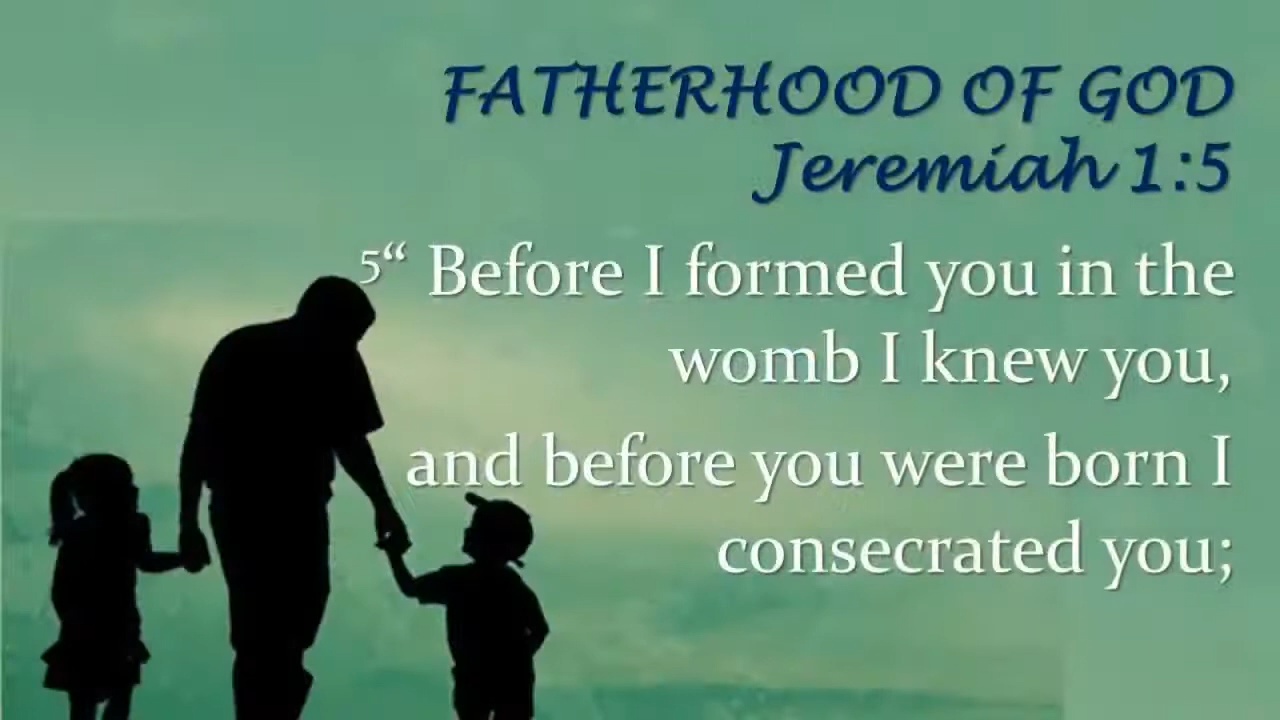 FATHERHOOD OF GOD
Jeremiah 1:5
5“ Before I formed you in the
womb I knew you,
and before you were born I
consecrated you;